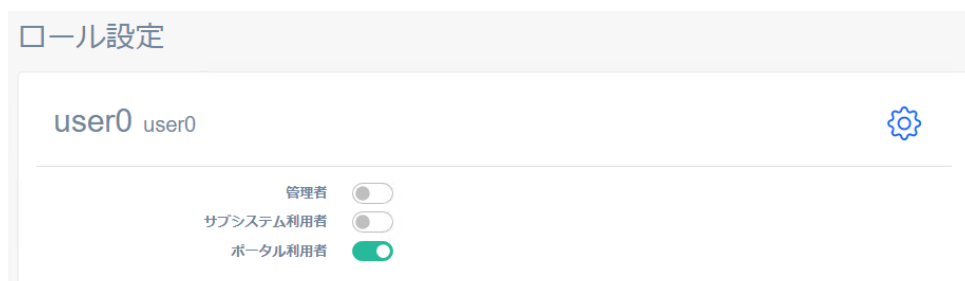 ロール設定
user0 user0
管理者
サブシステム利用者
ポータル利用者